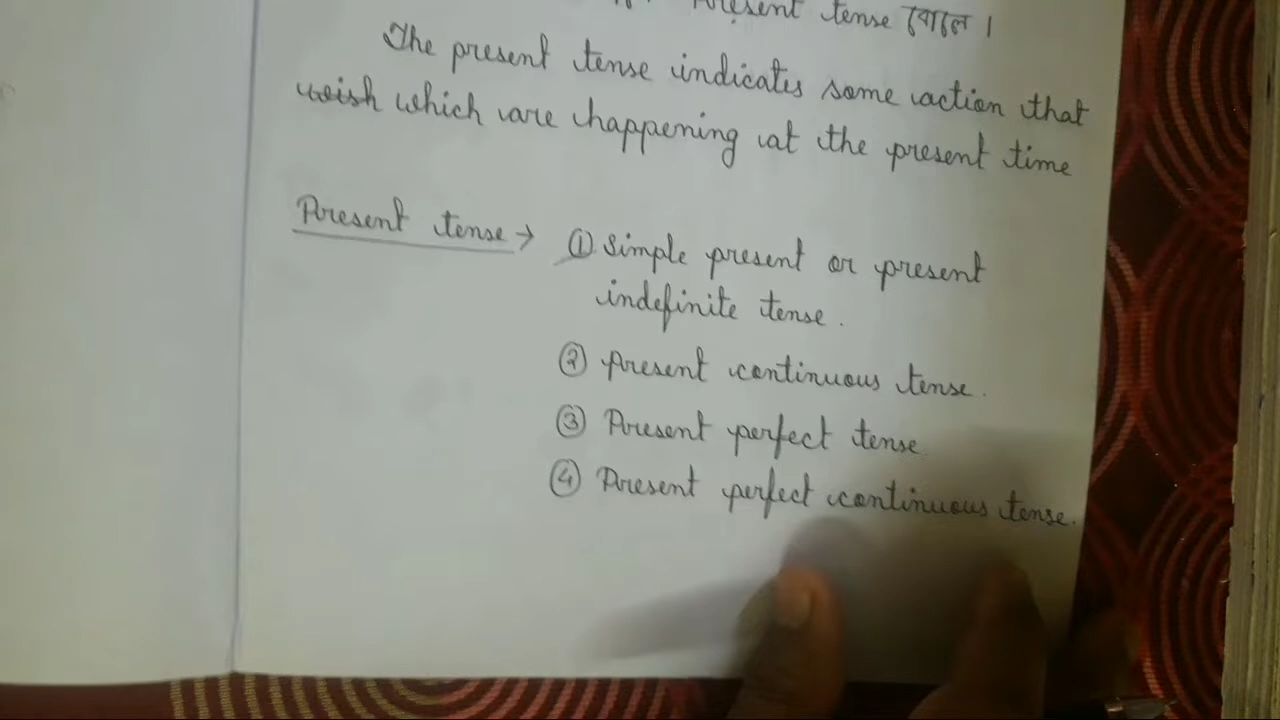 Present tense বোলে।
The present tense indicates some action that
wish which are happening at the present time
Present tense → ① Simple present or present
indefinite tense.
② Present continuous tense.
③ Present perfect tense
④ Present perfect continuous tense.